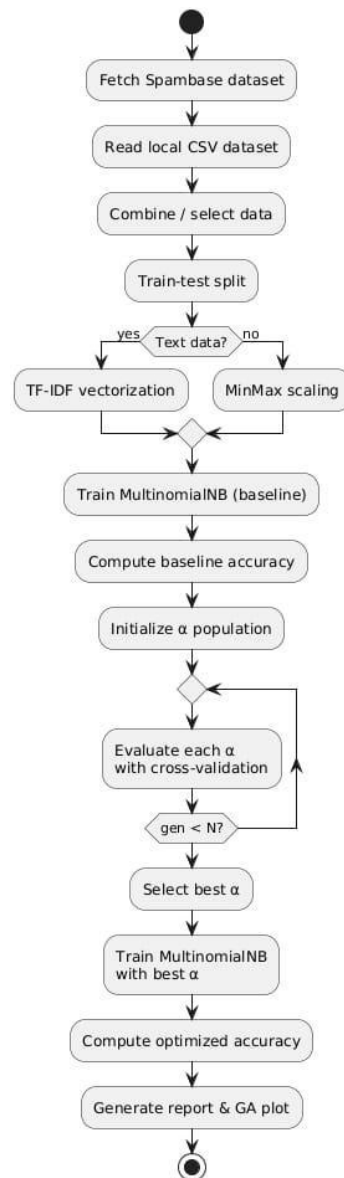 Fetch Spambase dataset
Read local CSV dataset
Combine / select data
Train-test split
yes
Text data?
no
TF-IDF vectorization
MinMax scaling
Train MultinomialNB (baseline)
Compute baseline accuracy
Initialize α population
Evaluate each α
with cross-validation
gen < N?
Select best α
Train MultinomialNB
with best α
Compute optimized accuracy
Generate report & GA plot